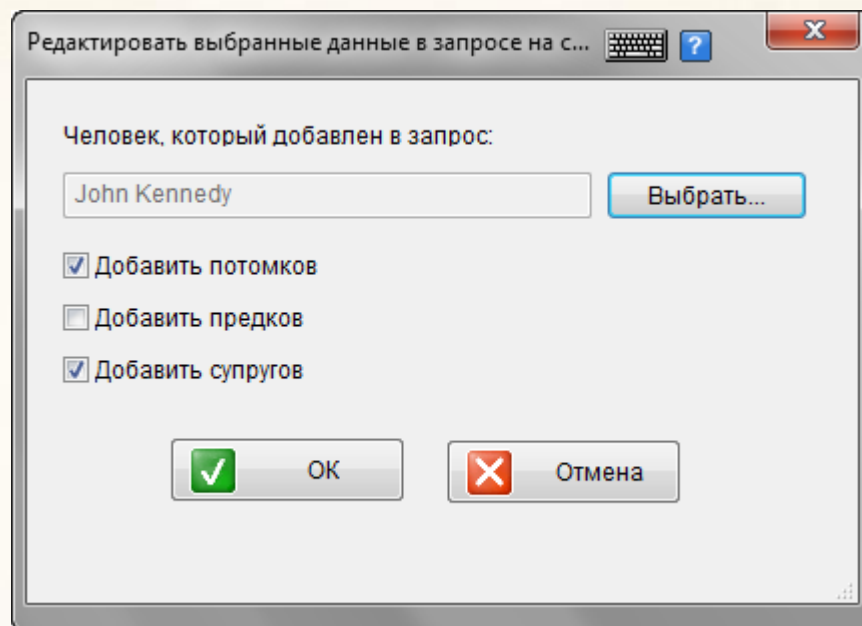 Редактировать выбранные данные в запросе на с...
Человек, который добавлен в запрос:
John Kennedy
Выбрать...
Добавить потомков
Добавить предков
Добавить супругов
ОК
Отмена